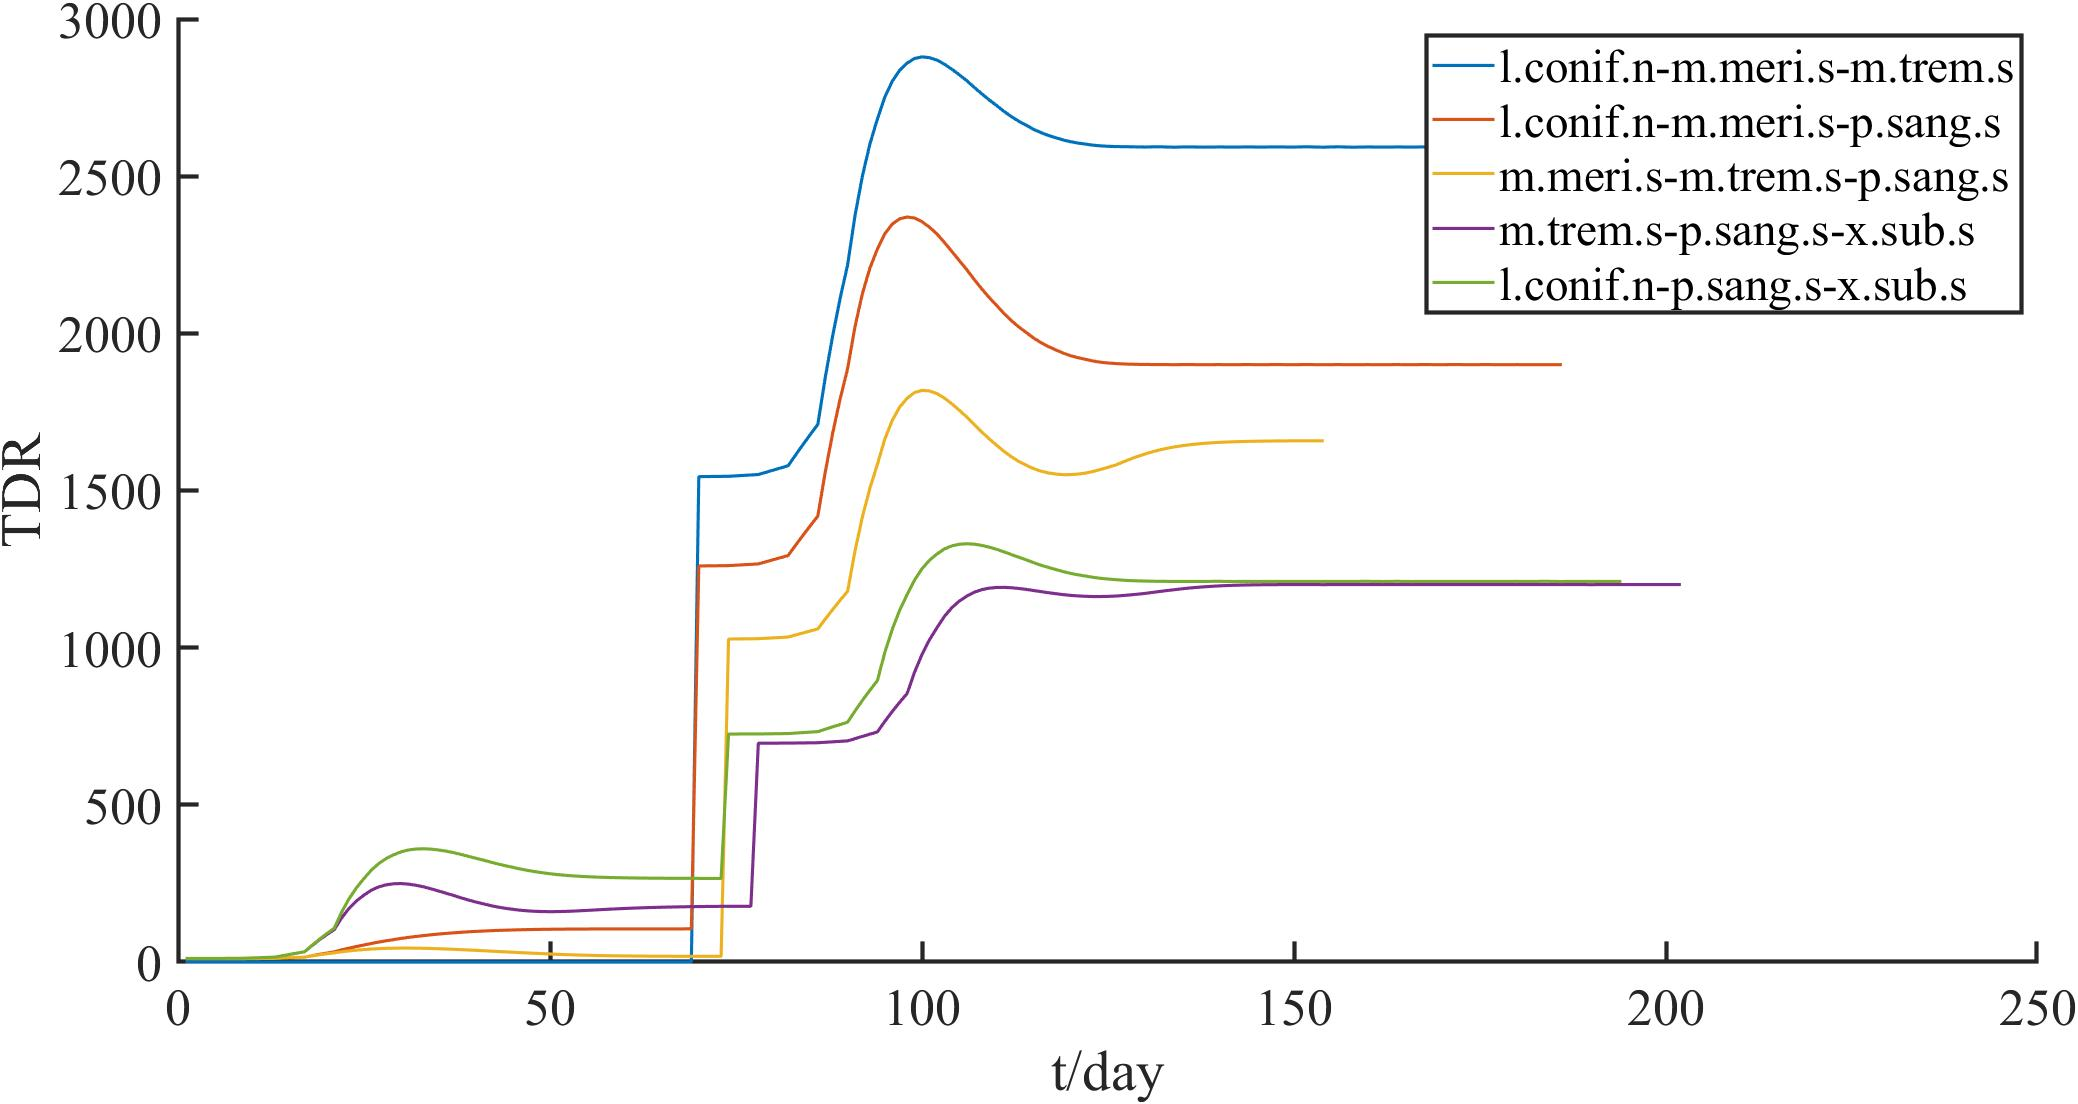 3000
2500
2000
1500
1000
500
0
TDR
0 50 100 150 200 250
t/day
l.conif.n-m.meri.s-m.trem.s
l.conif.n-m.meri.s-p.sang.s
m.meri.s-m.trem.s-p.sang.s
m.trem.s-p.sang.s-x.sub.s
l.conif.n-p.sang.s-x.sub.s